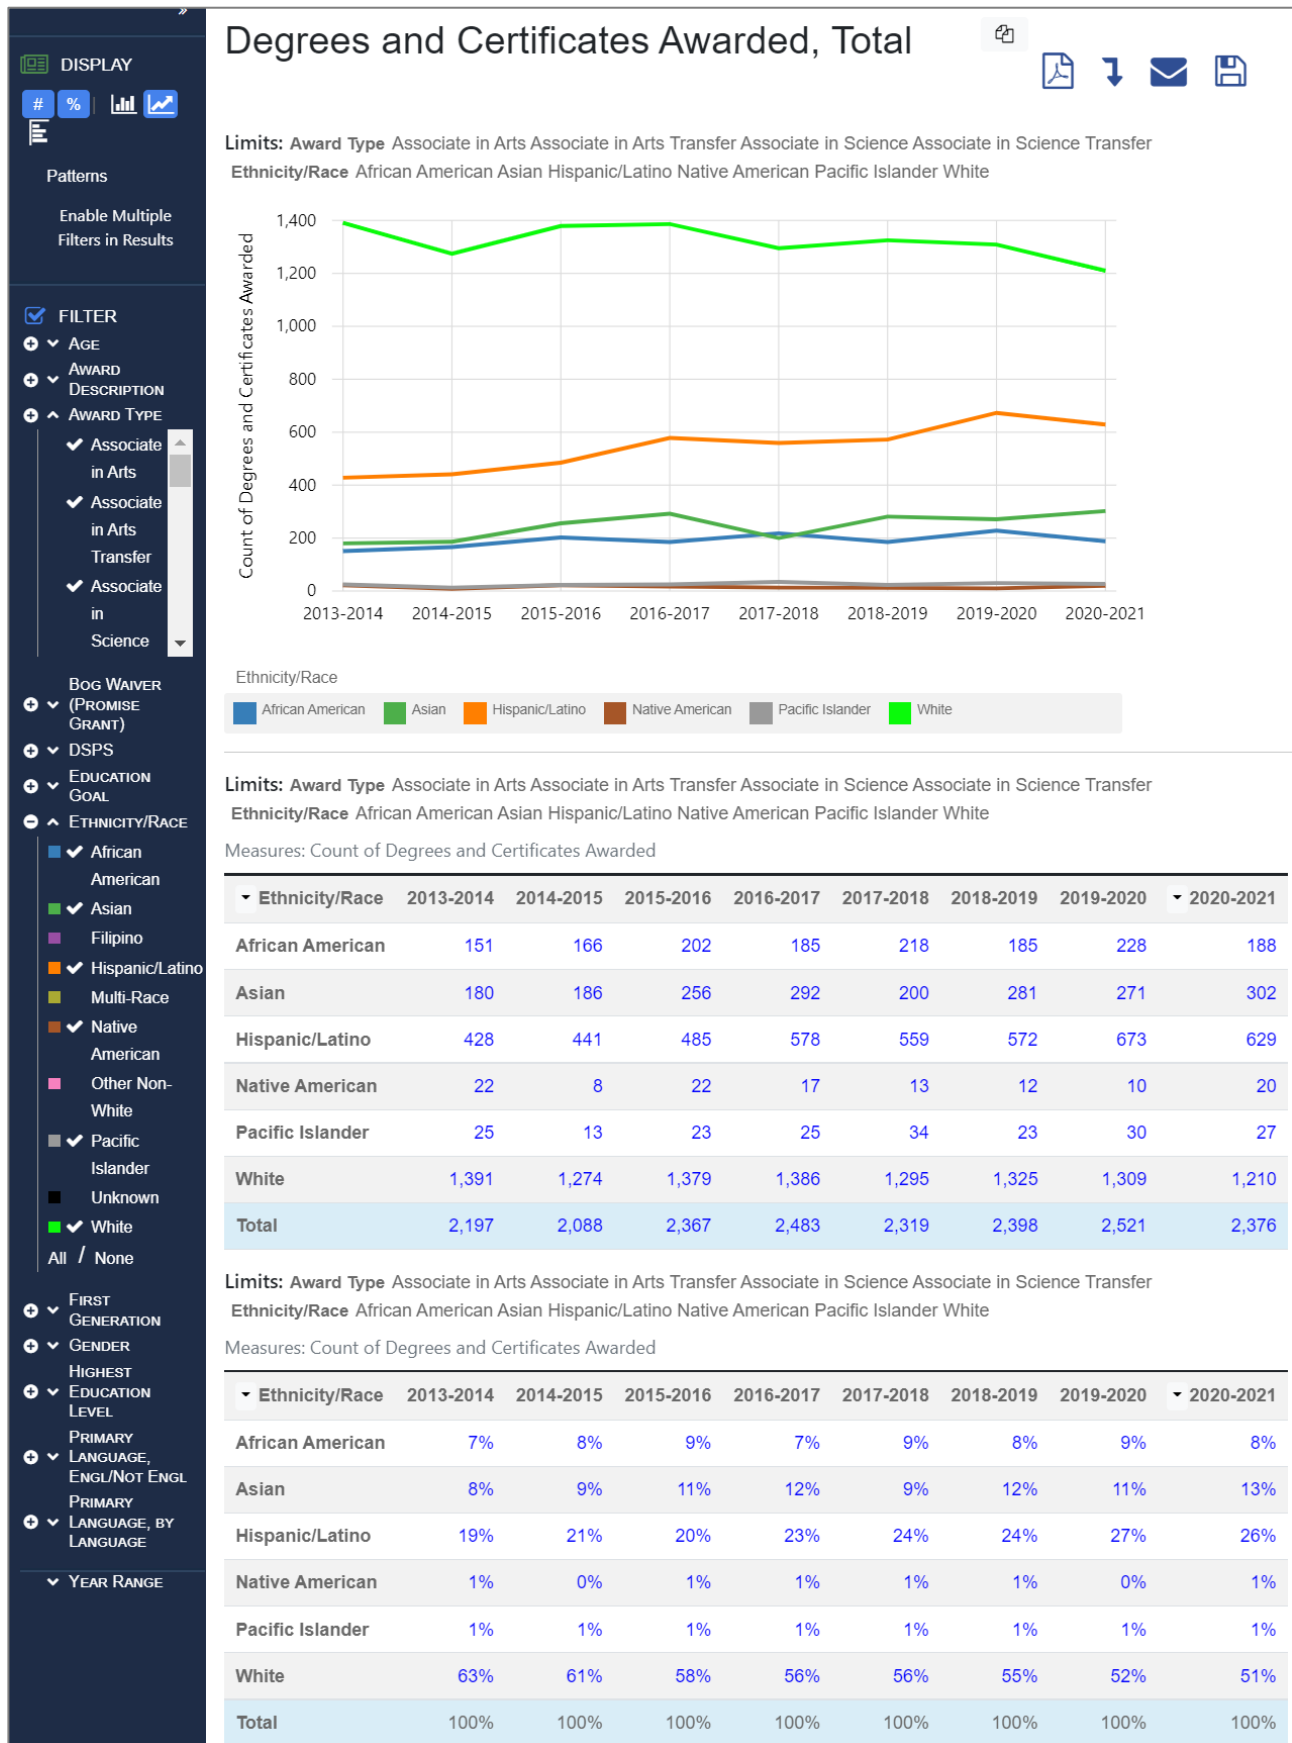 »
DISPLAY
# % |
Patterns
Enable Multiple
Filters in Results
FILTER
AGE
AWARD
DESCRIPTION
AWARD TYPE
Associate
in Arts
Associate
in Arts
Transfer
Associate
in
Science
BOG WAIVER
(PROMISE
GRANT)
DSPS
EDUCATION
GOAL
ETHNICITY/RACE
African
American
Asian
Filipino
Hispanic/Latino
Multi-Race
Native
American
Other Non-
White
Pacific
Islander
Unknown
White
All / None
FIRST
GENERATION
GENDER
HIGHEST
EDUCATION
LEVEL
PRIMARY
LANGUAGE,
ENGL/NOT ENGL
PRIMARY
LANGUAGE, BY
LANGUAGE
YEAR RANGE
Degrees and Certificates Awarded, Total
Limits: Award Type Associate in Arts Associate in Arts Transfer Associate in Science Associate in Science Transfer
Ethnicity/Race African American Asian Hispanic/Latino Native American Pacific Islander White
Count of Degrees and Certificates Awarded
1,400
1,200
1,000
800
600
400
200
0
2013-2014 2014-2015 2015-2016 2016-2017 2017-2018 2018-2019 2019-2020 2020-2021
Ethnicity/Race
African American Asian Hispanic/Latino Native American Pacific Islander White
Limits: Award Type Associate in Arts Associate in Arts Transfer Associate in Science Associate in Science Transfer
Ethnicity/Race African American Asian Hispanic/Latino Native American Pacific Islander White
Measures: Count of Degrees and Certificates Awarded
Ethnicity/Race 2013-2014 2014-2015 2015-2016 2016-2017 2017-2018 2018-2019 2019-2020 2020-2021
African American 151 166 202 185 218 185 228 188
Asian 180 186 256 292 200 281 271 302
Hispanic/Latino 428 441 485 578 559 572 673 629
Native American 22 8 22 17 13 12 10 20
Pacific Islander 25 13 23 25 34 23 30 27
White 1,391 1,274 1,379 1,386 1,295 1,325 1,309 1,210
Total 2,197 2,088 2,367 2,483 2,319 2,398 2,521 2,376
Limits: Award Type Associate in Arts Associate in Arts Transfer Associate in Science Associate in Science Transfer
Ethnicity/Race African American Asian Hispanic/Latino Native American Pacific Islander White
Measures: Count of Degrees and Certificates Awarded
Ethnicity/Race 2013-2014 2014-2015 2015-2016 2016-2017 2017-2018 2018-2019 2019-2020 2020-2021
African American 7% 8% 9% 7% 9% 8% 9% 8%
Asian 8% 9% 11% 12% 9% 12% 11% 13%
Hispanic/Latino 19% 21% 20% 23% 24% 24% 27% 26%
Native American 1% 0% 1% 1% 1% 1% 0% 1%
Pacific Islander 1% 1% 1% 1% 1% 1% 1% 1%
White 63% 61% 58% 56% 56% 55% 52% 51%
Total 100% 100% 100% 100% 100% 100% 100% 100%